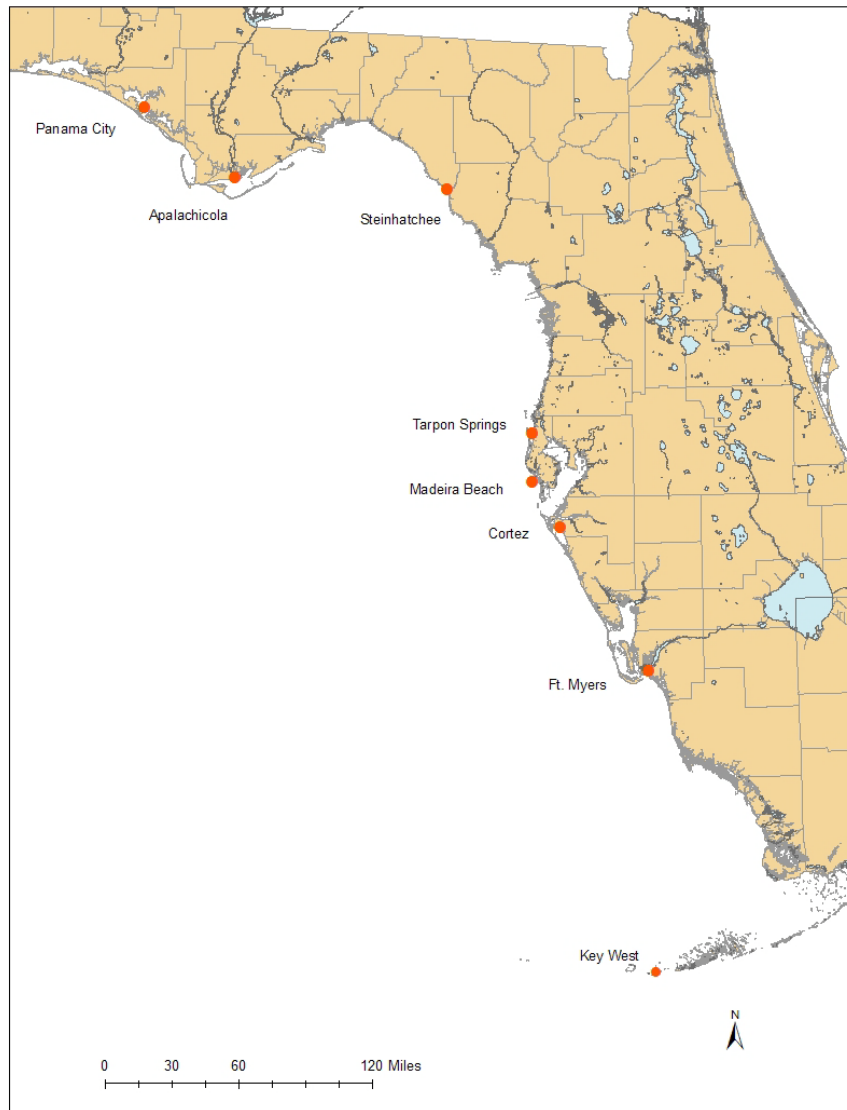 Panama City
Apalachicola
Steinhatchee
Tarpon Springs
Madeira Beach
Cortez
Ft. Myers
Key West
N
0 30 60 120 Miles